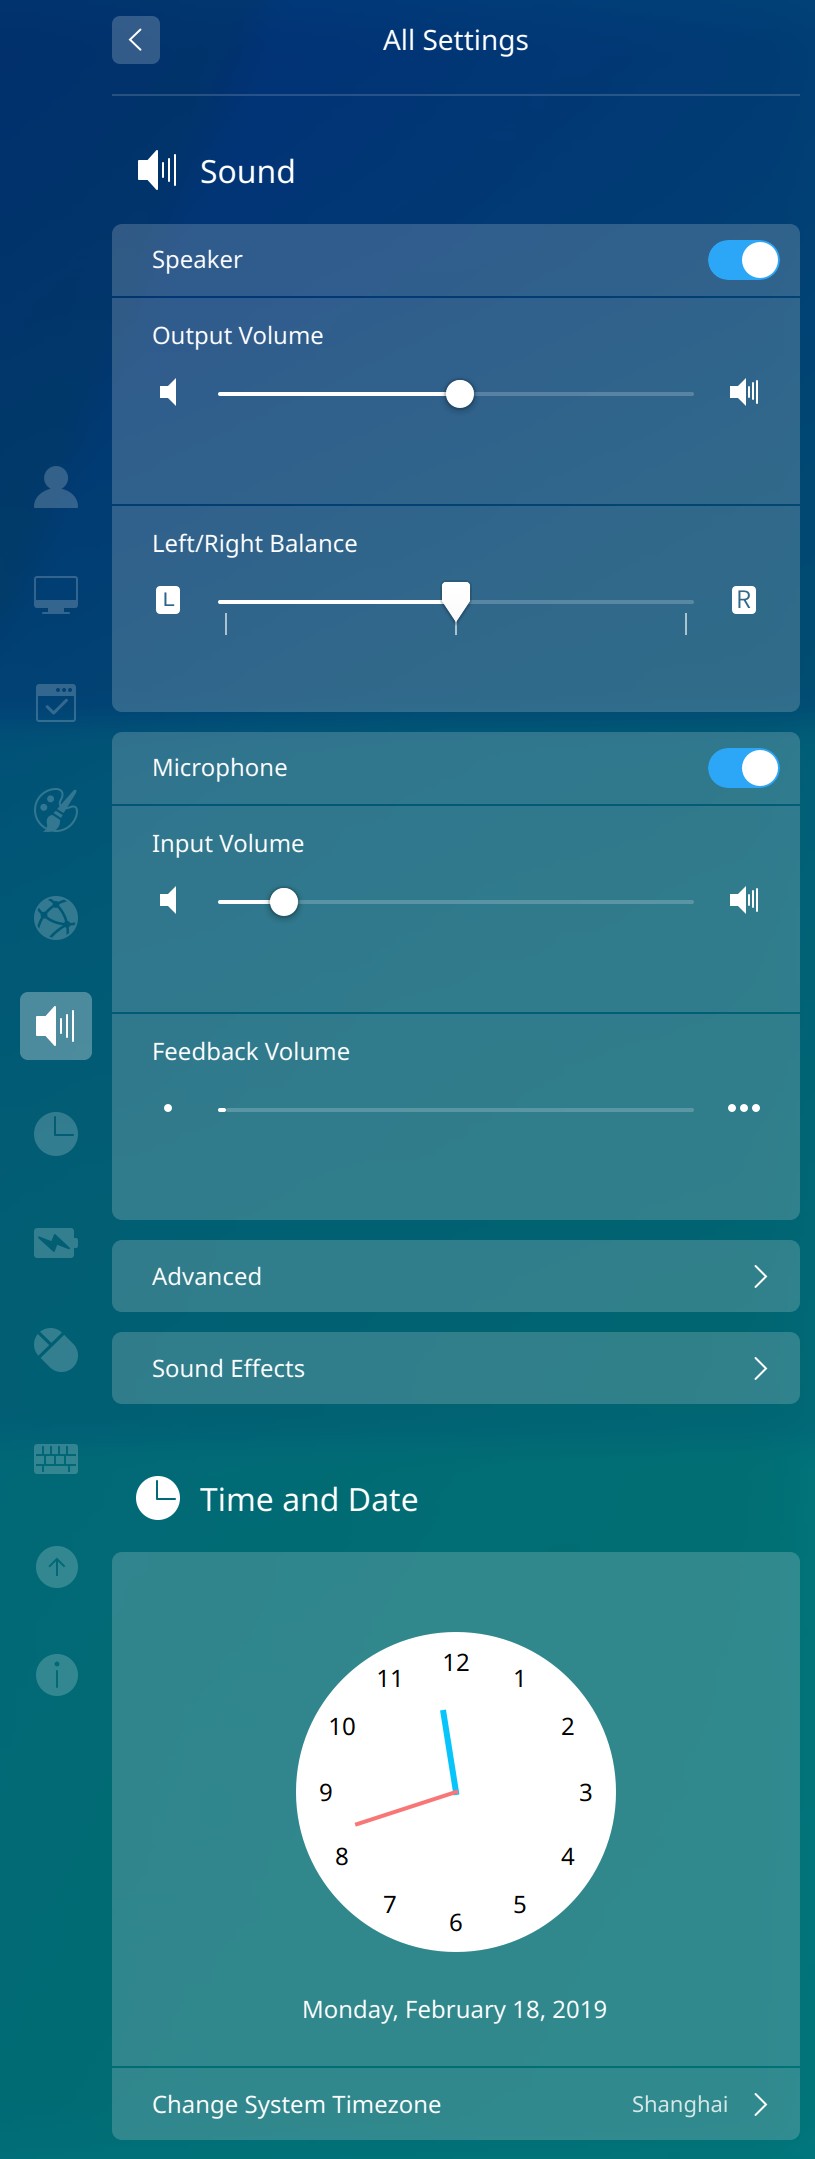 All Settings
Sound
Speaker
Output Volume
Left/Right Balance
L R
Microphone
Input Volume
Feedback Volume
Advanced
Sound Effects
Time and Date
12
11 1
10 2
9 3
8 4
7 5
6
Monday, February 18, 2019
Change System Timezone Shanghai